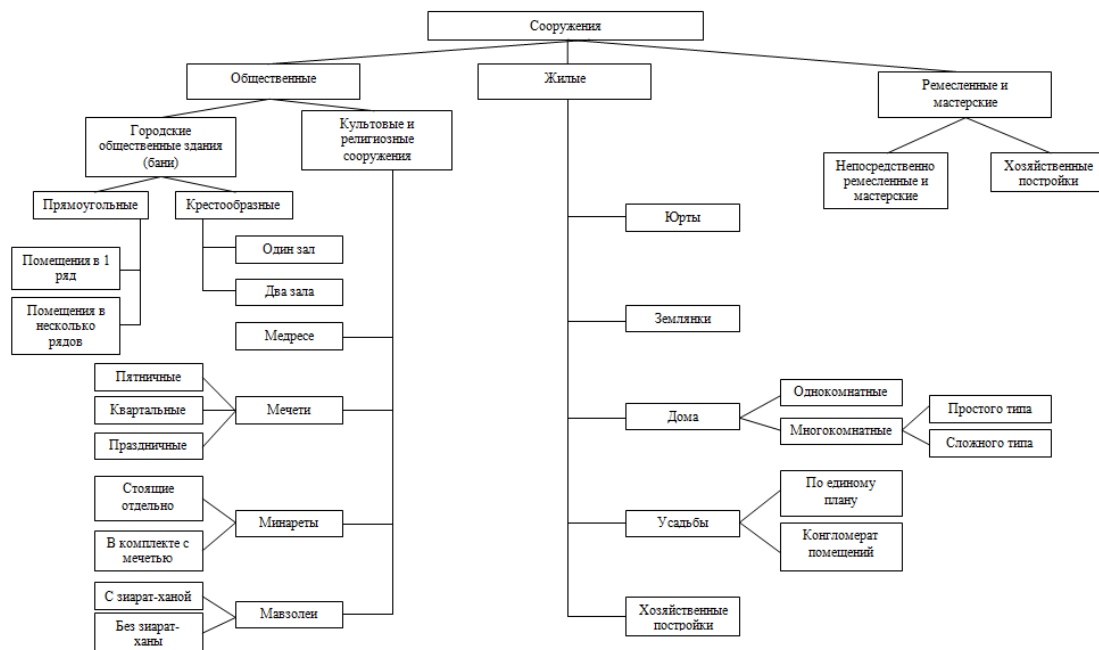 Сооружения
Общественные
Жилые
Ремесленные и
мастерские
Городские
общественные здания
(бани)
Культовые и
религиозные
сооружения
Непосредственно
ремесленные и
мастерские
Хозяйственные
постройки
Прямоугольные
Крестообразные
Юрты
Помещения в 1
ряд
Один зал
Помещения в
несколько
рядов
Два зала
Медресе
Землянки
Пятничные
Квартальные
Праздничные
Мечети
Дома
Однокомнатные
Многокомнатные
Простого типа
Сложного типа
Стоящие
отдельно
В комплекте с
мечетью
Минареты
Усадьбы
По единому
плану
Конгломерат
помещений
С зиарат-ханой
Без зиарат-
ханы
Мавзолеи
Хозяйственные
постройки